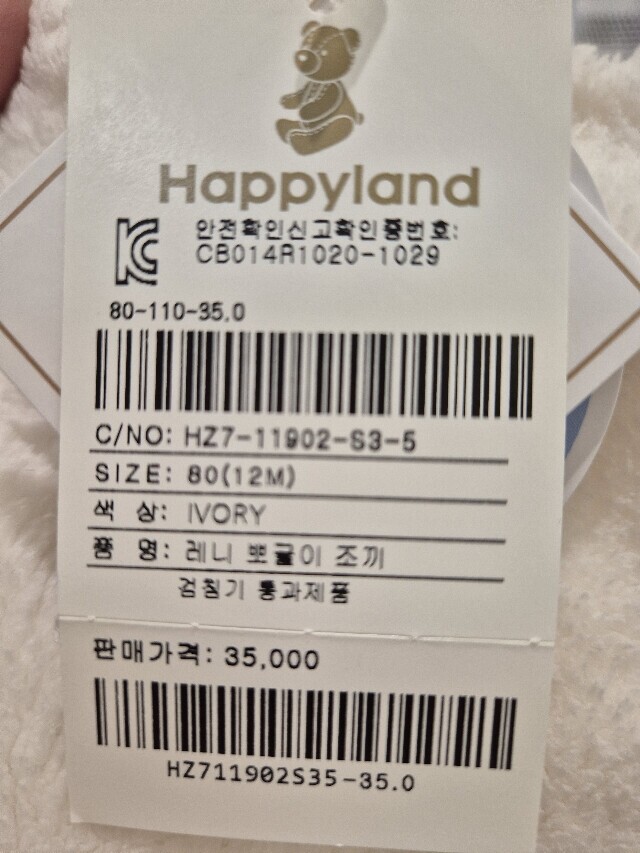 Happyland
안전확인신고확인증번호:
CB014A1020-1029
80-110-35.0
C/NO: HZ7-11902-S3-5
SIZE: 80(12M)
색 상: IVORY
품 명: 레니 뽀글이 조끼
검침기 통과제품
판매가격: 35,000
HZ711902S35-35.0